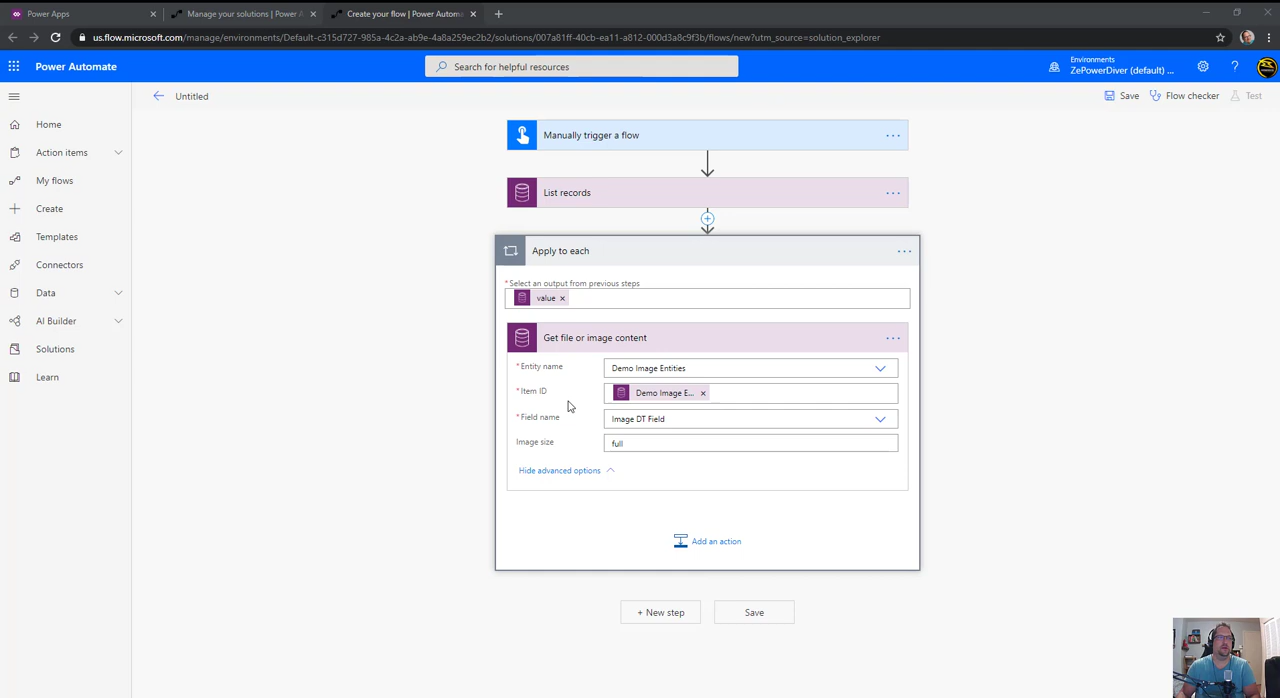 Power Apps
Manage your solutions | Power A
Create your flow | Power Automa
us.flow.microsoft.com/manage/environments/Default-c315d727-985a-4c2a-ab9e-4a8a259ec2b2/solutions/007a81ff-40cb-ea11-a812-000d3a8c9f3b/flows/new?utm_source=solution_explorer
Power Automate
Search for helpful resources
Environments
ZePowerDiver (default) ...
Untitled
Save
Flow checker
Test
Home
Action items
My flows
Create
Templates
Connectors
Data
AI Builder
Solutions
Learn
Manually trigger a flow
List records
Apply to each
* Select an output from previous steps
value
Get file or image content
* Entity name
Demo Image Entities
* Item ID
Demo Image E...
* Field name
Image DT Field
Image size
full
Hide advanced options
Add an action
+ New step
Save